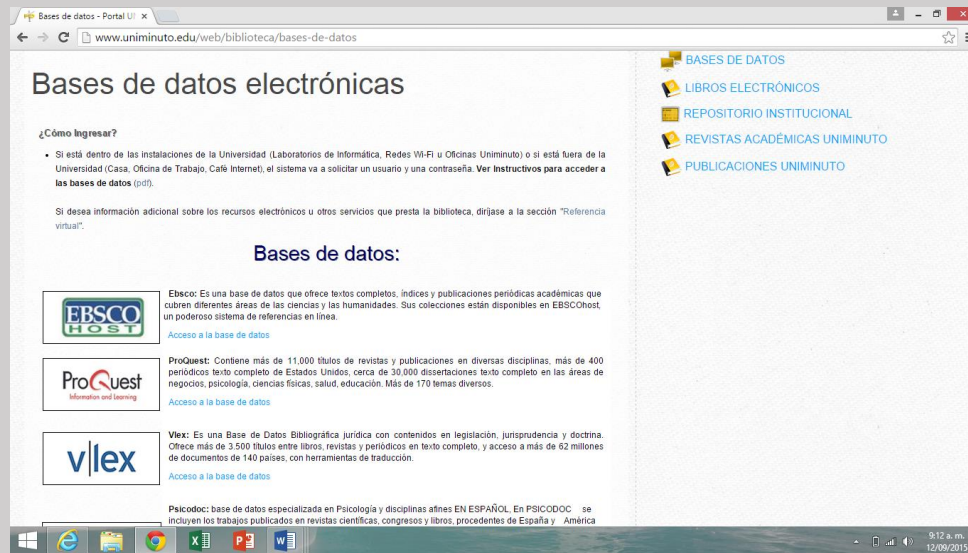 Bases de datos - Portal UN
www.uniminuto.edu/web/biblioteca/bases-de-datos
Bases de datos electrónicas
¿Cómo Ingresar?
• Si está dentro de las instalaciones de la Universidad (Laboratorios de Informática, Redes Wi-Fi u Oficinas Uniminuto) o si está fuera de la
Universidad (Casa, Oficina de Trabajo, Café Internet), el sistema va a solicitar un usuario y una contraseña. Ver Instructivos para acceder a
las bases de datos (pdf).
Si desea información adicional sobre los recursos electrónicos u otros servicios que presta la biblioteca, diríjase a la sección "Referencia
virtual".
Bases de datos:
EBSCO
HOST
Ebsco: Es una base de datos que ofrece textos completos, índices y publicaciones periódicas académicas que
cubren diferentes áreas de las ciencias y las humanidades. Sus colecciones están disponibles en EBSCOhost,
un poderoso sistema de referencias en línea.
Acceso a la base de datos
ProQuest
Information and Learning
ProQuest: Contiene más de 11,000 títulos de revistas y publicaciones en diversas disciplinas, más de 400
periódicos texto completo de Estados Unidos, cerca de 30,000 dissertaciones texto completo en las áreas de
negocios, psicología, ciencias físicas, salud, educación. Más de 170 temas diversos.
Acceso a la base de datos
v|lex
Vlex: Es una Base de Datos Bibliográfica jurídica con contenidos en legislación, jurisprudencia y doctrina.
Ofrece más de 3.500 títulos entre libros, revistas y periódicos en texto completo, y acceso a más de 62 millones
de documentos de 140 países, con herramientas de traducción.
Acceso a la base de datos
Psicodoc: base de datos especializada en Psicología y disciplinas afines EN ESPAÑOL, En PSICODOC se
incluyen los trabajos publicados en revistas científicas, congresos y libros, procedentes de España y América
BASES DE DATOS
LIBROS ELECTRÓNICOS
REPOSITORIO INSTITUCIONAL
REVISTAS ACADÉMICAS UNIMINUTO
PUBLICACIONES UNIMINUTO
9:12 a. m.
12/09/2015